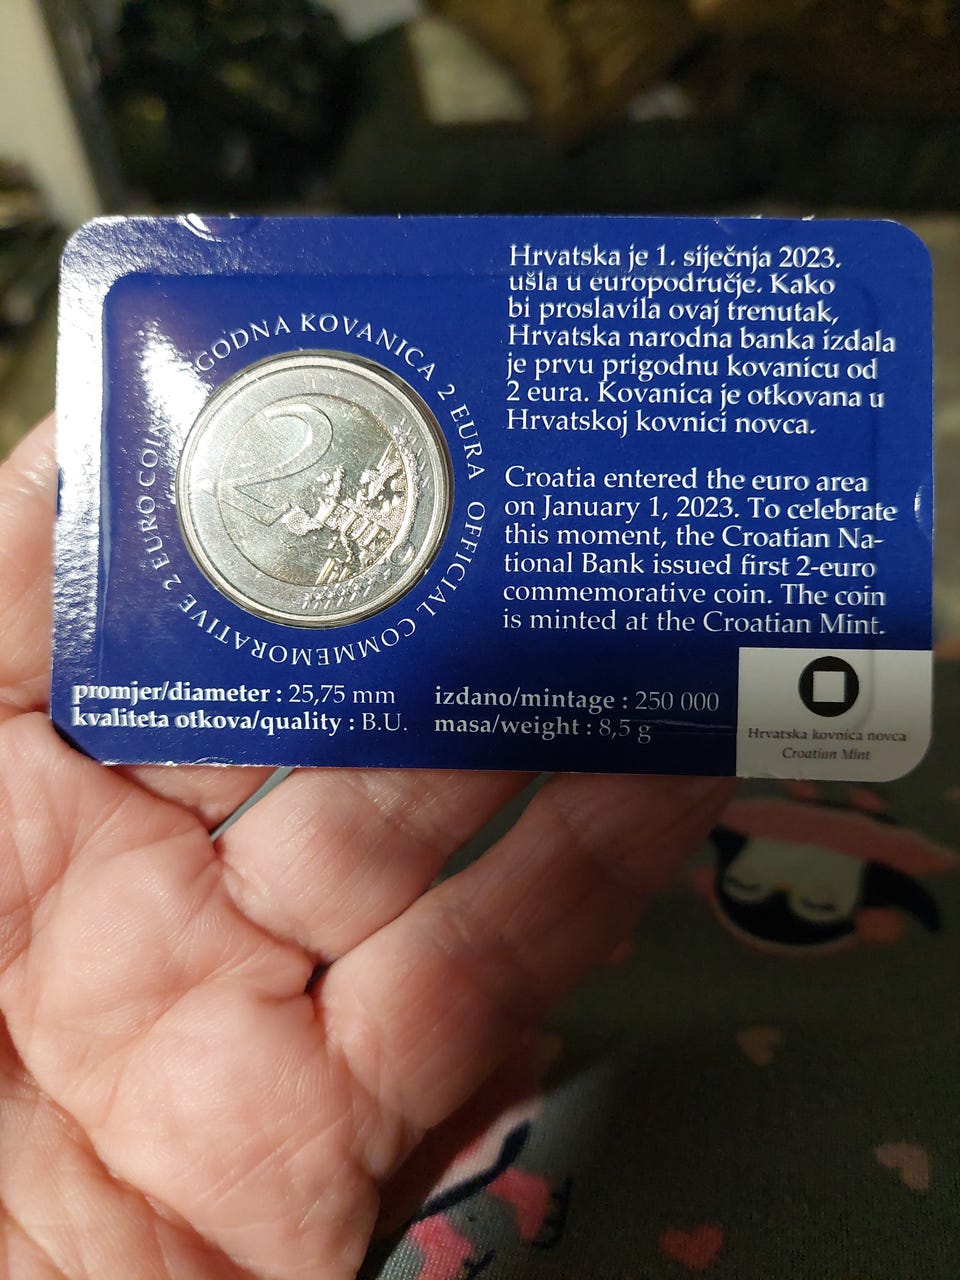 GODNA KOVANICA 2 EURA OFFICIAL COMMEMORATIVE 2 EURO COIN
2
Hrvatska je 1. siječnja 2023.
ušla u europodručje. Kako
bi proslavila ovaj trenutak,
Hrvatska narodna banka izdala
je prvu prigodnu kovanicu od
2 eura. Kovanica je otkovana u
Hrvatskoj kovnici novca.
Croatia entered the euro area
on January 1, 2023. To celebrate
this moment, the Croatian Na-
tional Bank issued first 2-euro
commemorative coin. The coin
is minted at the Croatian Mint.
promjer/diameter : 25,75 mm
kvaliteta otkova/quality : B.U.
izdano/mintage : 250 000
masa/weight : 8,5 g
Hrvatska kovnica novca
Croatian Mint